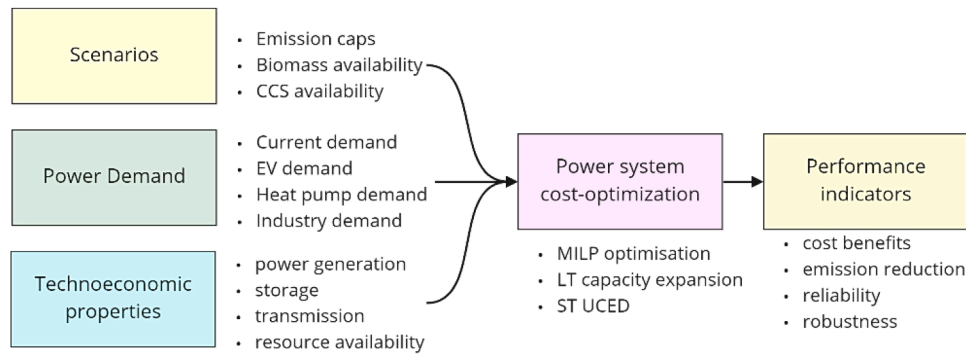 Scenarios
• Emission caps
• Biomass availability
• CCS availability
Power Demand
• Current demand
• EV demand
• Heat pump demand
• Industry demand
Technoeconomic
properties
• power generation
• storage
• transmission
• resource availability
Power system
cost-optimization
• MILP optimisation
• LT capacity expansion
• ST UCED
Performance
indicators
• cost benefits
• emission reduction
• reliability
• robustness